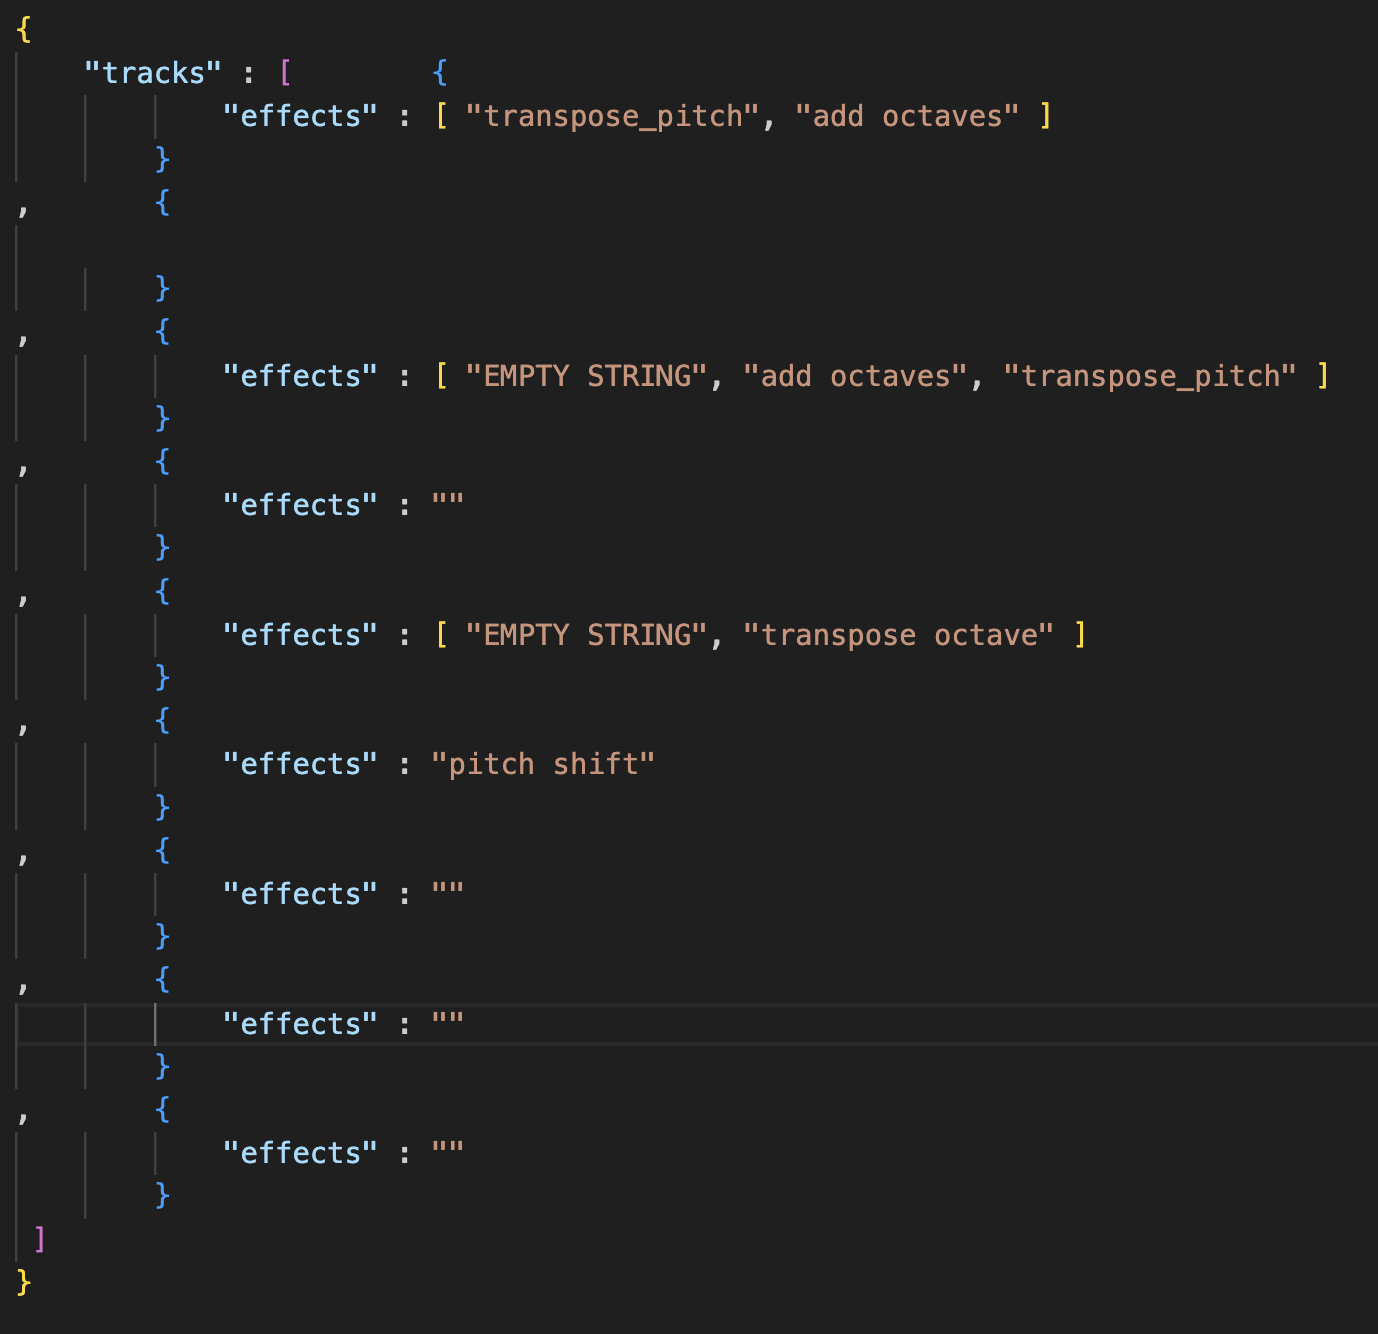 {
"tracks" : [ {
"effects" : [ "transpose_pitch", "add octaves" ]
}
, {
}
, {
"effects" : [ "EMPTY STRING", "add octaves", "transpose_pitch" ]
}
, {
"effects" : ""
}
, {
"effects" : [ "EMPTY STRING", "transpose octave" ]
}
, {
"effects" : "pitch shift"
}
, {
"effects" : ""
}
, {
"effects" : ""
}
, {
"effects" : ""
}
]
}